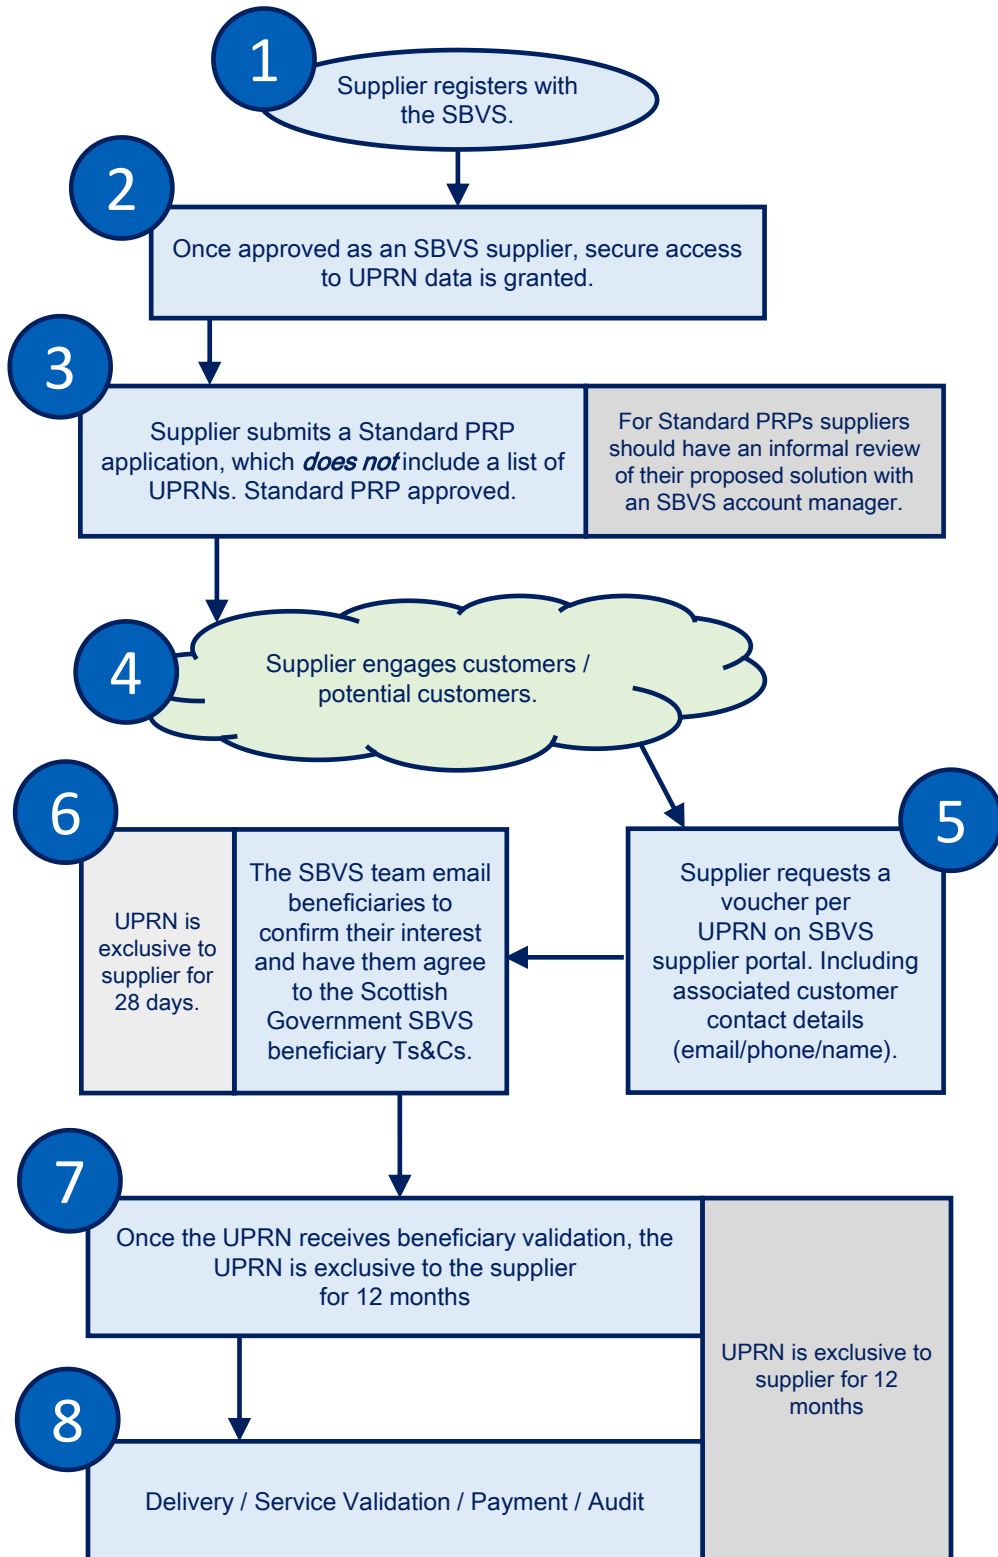 1
Supplier registers with
the SBVS.
2
Once approved as an SBVS supplier, secure access
to UPRN data is granted.
3
Supplier submits a Standard PRP
application, which does not include a list of
UPRNs. Standard PRP approved.
For Standard PRPs suppliers
should have an informal review
of their proposed solution with
an SBVS account manager.
4
Supplier engages customers /
potential customers.
5
Supplier requests a
voucher per
UPRN on SBVS
supplier portal. Including
associated customer
contact details
(email/phone/name).
6
UPRN is
exclusive to
supplier for
28 days.
The SBVS team email
beneficiaries to
confirm their interest
and have them agree
to the Scottish
Government SBVS
beneficiary Ts&Cs.
7
Once the UPRN receives beneficiary validation, the
UPRN is exclusive to the supplier
for 12 months
UPRN is exclusive to
supplier for 12
months
8
Delivery / Service Validation / Payment / Audit